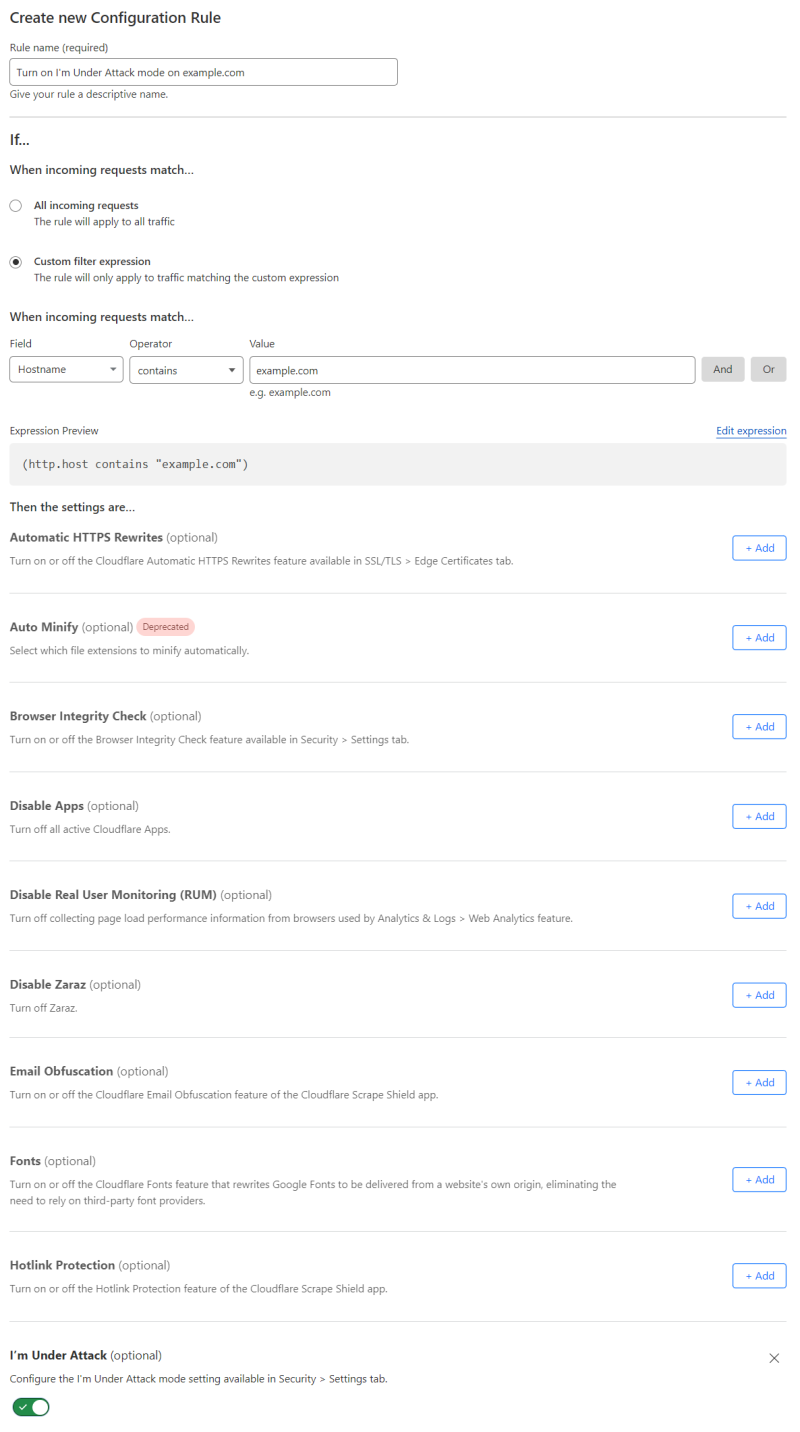 Create new Configuration Rule
Rule name (required)
Turn on I'm Under Attack mode on example.com
Give your rule a descriptive name.
If...
When incoming requests match...
All incoming requests
The rule will apply to all traffic
Custom filter expression
The rule will only apply to traffic matching the custom expression
When incoming requests match...
Field Operator Value
Hostname contains example.com And Or
e.g. example.com
Expression Preview Edit expression
(http.host contains "example.com")
Then the settings are...
Automatic HTTPS Rewrites (optional)
+ Add
Turn on or off the Cloudflare Automatic HTTPS Rewrites feature available in SSL/TLS > Edge Certificates tab.
Auto Minify (optional) Deprecated
+ Add
Select which file extensions to minify automatically.
Browser Integrity Check (optional)
+ Add
Turn on or off the Browser Integrity Check feature available in Security > Settings tab.
Disable Apps (optional)
+ Add
Turn off all active Cloudflare Apps.
Disable Real User Monitoring (RUM) (optional)
+ Add
Turn off collecting page load performance information from browsers used by Analytics & Logs > Web Analytics feature.
Disable Zaraz (optional)
+ Add
Turn off Zaraz.
Email Obfuscation (optional)
+ Add
Turn on or off the Cloudflare Email Obfuscation feature of the Cloudflare Scrape Shield app.
Fonts (optional)
+ Add
Turn on or off the Cloudflare Fonts feature that rewrites Google Fonts to be delivered from a website's own origin, eliminating the
need to rely on third-party font providers.
Hotlink Protection (optional)
+ Add
Turn on or off the Hotlink Protection feature of the Cloudflare Scrape Shield app.
I'm Under Attack (optional)
Configure the I'm Under Attack mode setting available in Security > Settings tab.